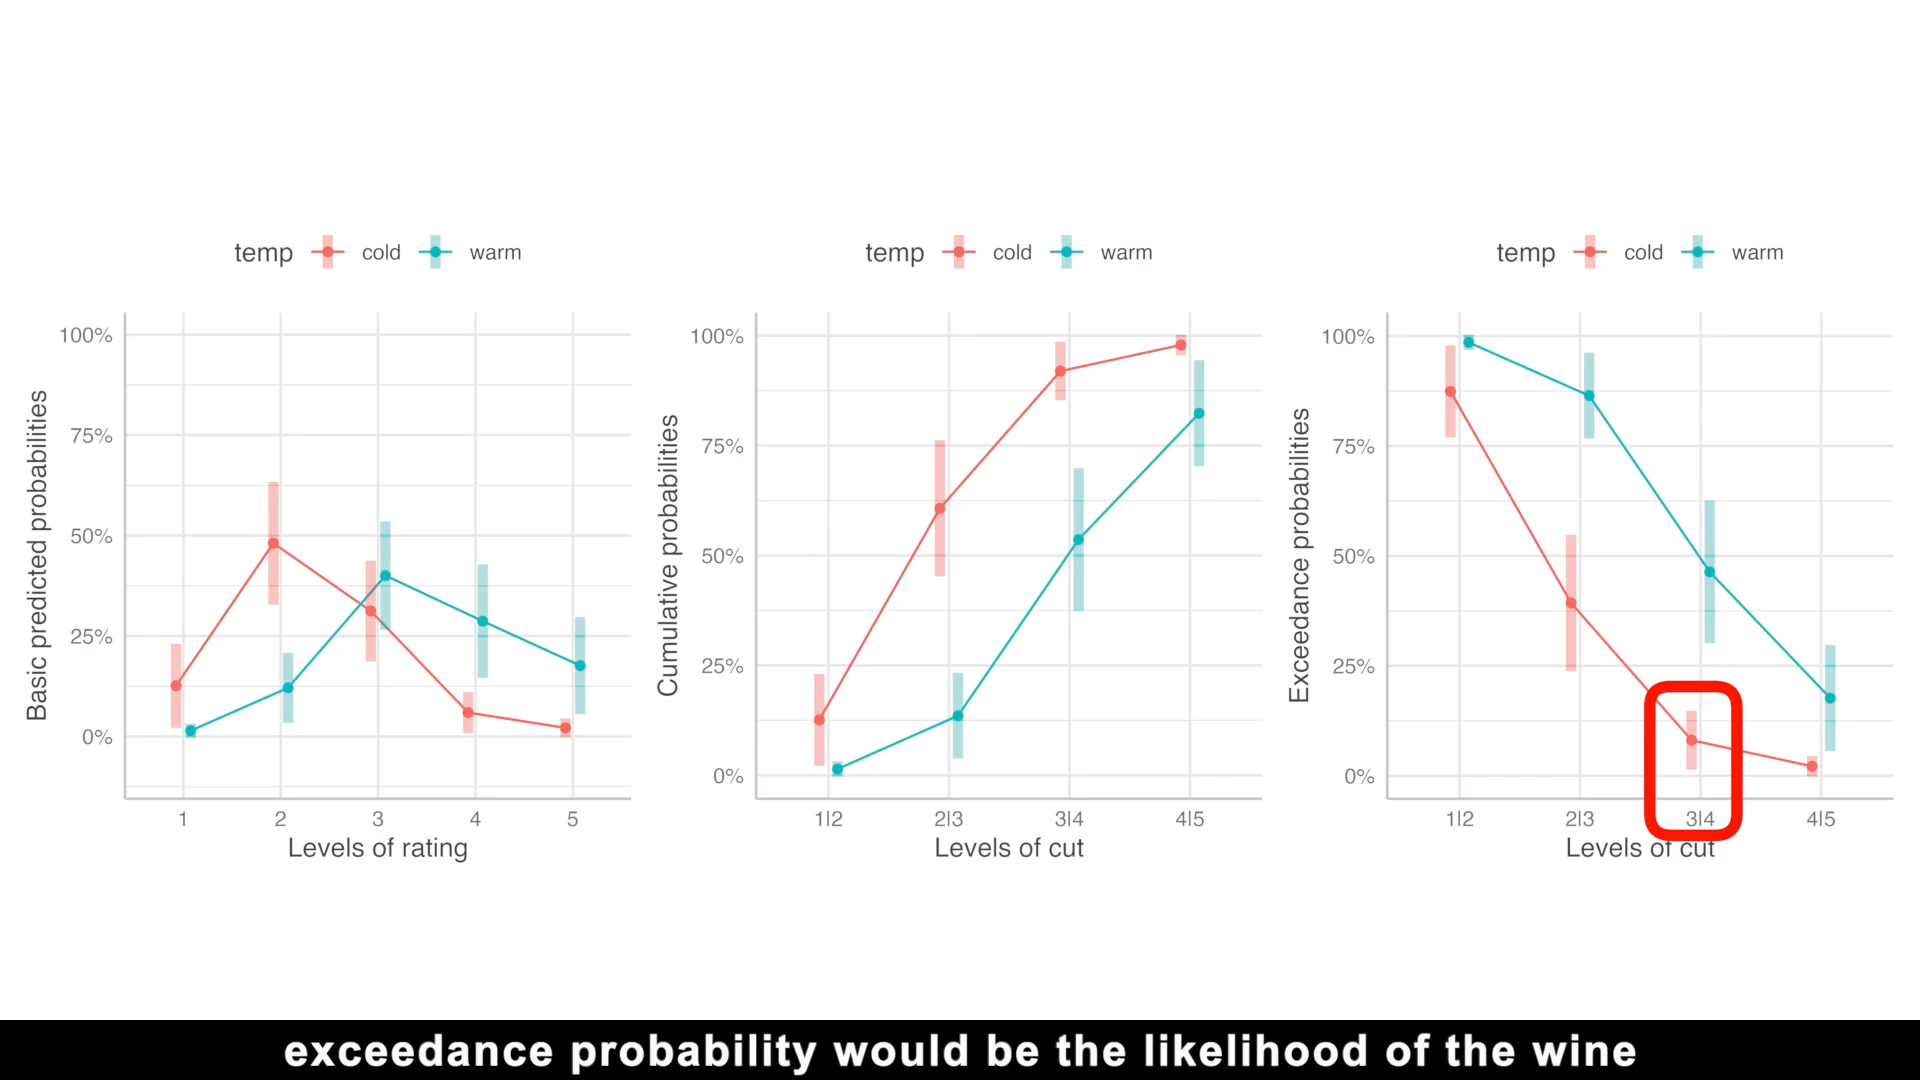 temp cold warm
Basic predicted probabilities
100%
75%
50%
25%
0%
1 2 3 4 5
Levels of rating
temp cold warm
Cumulative probabilities
100%
75%
50%
25%
0%
1|2 2|3 3|4 4|5
Levels of cut
temp cold warm
Exceedance probabilities
100%
75%
50%
25%
0%
1|2 2|3 3|4 4|5
Levels of cut
exceedance probability would be the likelihood of the wine